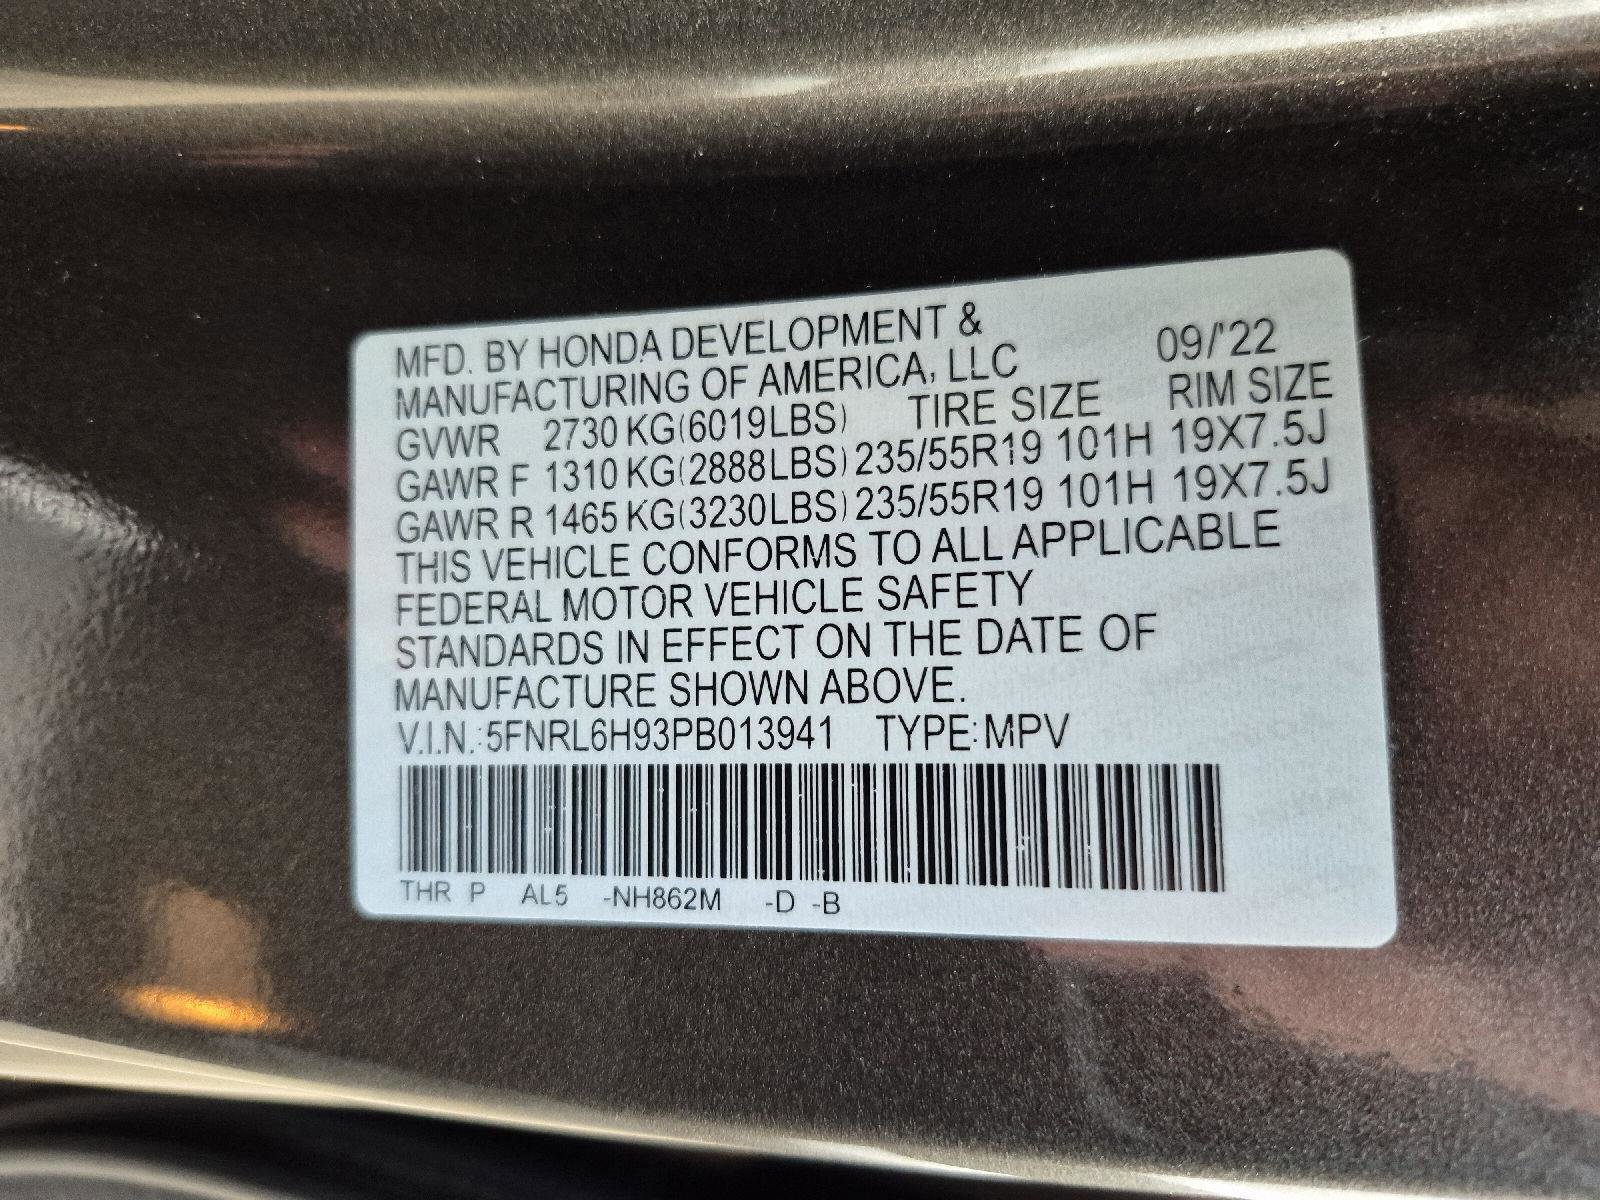 MFD. BY HONDA DEVELOPMENT &
MANUFACTURING OF AMERICA, LLC 09/'22
GVWR 2730 KG(6019LBS) TIRE SIZE RIM SIZE
GAWR F 1310 KG(2888LBS) 235/55R19 101H 19X7.5J
GAWR R 1465 KG(3230LBS) 235/55R19 101H 19X7.5J
THIS VEHICLE CONFORMS TO ALL APPLICABLE
FEDERAL MOTOR VEHICLE SAFETY
STANDARDS IN EFFECT ON THE DATE OF
MANUFACTURE SHOWN ABOVE.
V.I.N.:5FNRL6H93PB013941 TYPE:MPV
THR P AL5 -NH862M -D -B